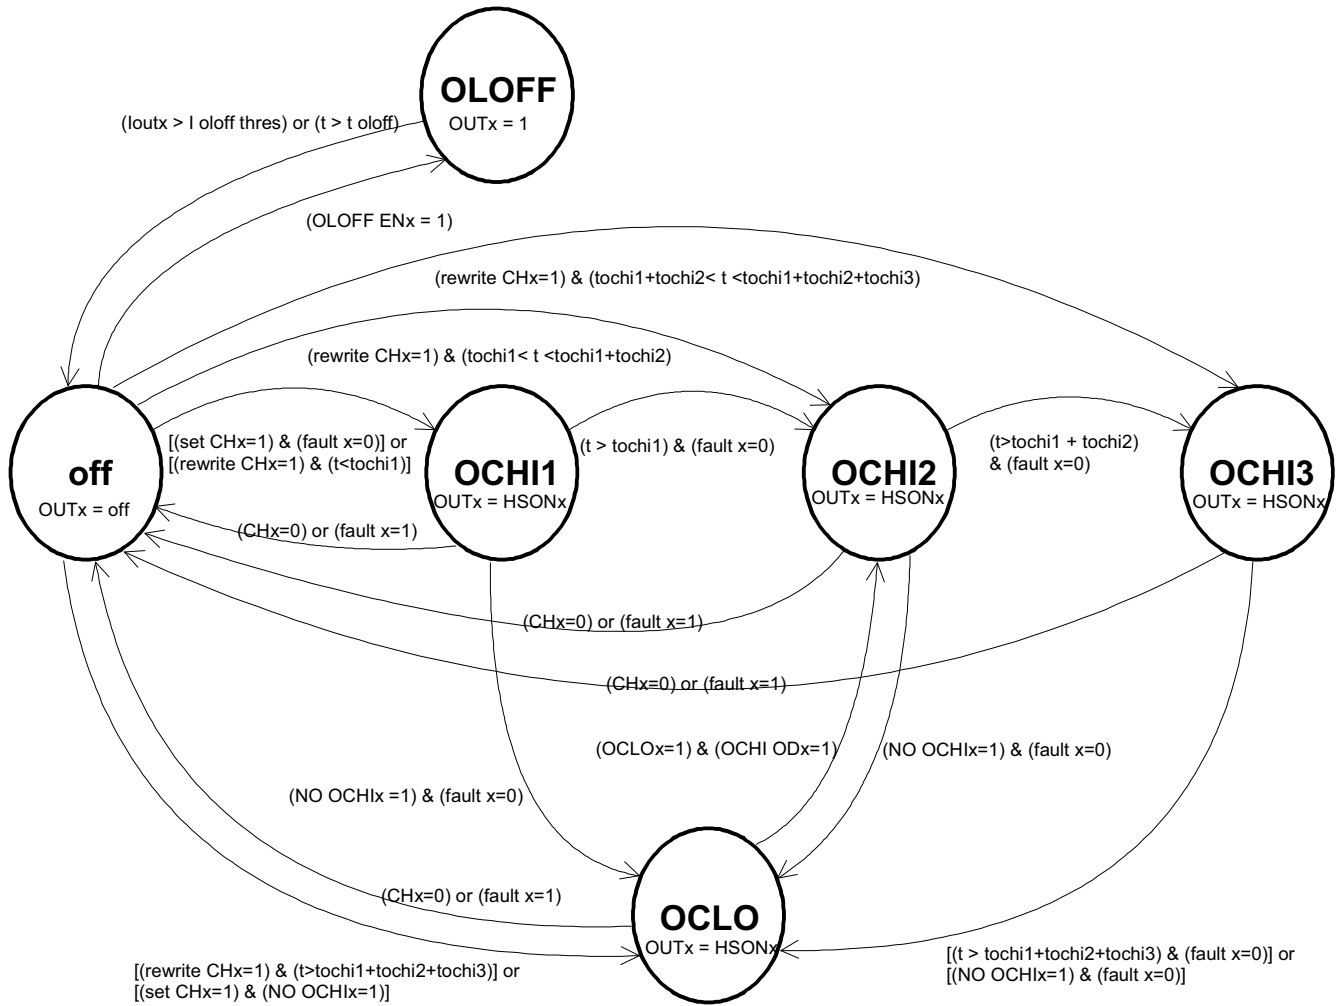 OLOFF
OUTx = 1
(Ioutx > I oloff thres) or (t > t oloff)
(OLOFF ENx = 1)
(rewrite CHx=1) & (tochi1+tochi2< t <tochi1+tochi2+tochi3)
(rewrite CHx=1) & (tochi1< t <tochi1+tochi2)
[(set CHx=1) & (fault x=0)] or
[(rewrite CHx=1) & (t<tochi1)]
(t > tochi1) & (fault x=0)
(t>tochi1 + tochi2)
& (fault x=0)
off
OUTx = off
OCHI1
OUTx = HSONx
OCHI2
OUTx = HSONx
OCHI3
OUTx = HSONx
(CHx=0) or (fault x=1)
(CHx=0) or (fault x=1)
(CHx=0) or (fault x=1)
(OCLOx=1) & (OCHI ODx=1)
(NO OCHIx=1) & (fault x=0)
(NO OCHIx =1) & (fault x=0)
(CHx=0) or (fault x=1)
OCLO
OUTx = HSONx
[(rewrite CHx=1) & (t>tochi1+tochi2+tochi3)] or
[(set CHx=1) & (NO OCHIx=1)]
[(t > tochi1+tochi2+tochi3) & (fault x=0)] or
[(NO OCHIx=1) & (fault x=0)]